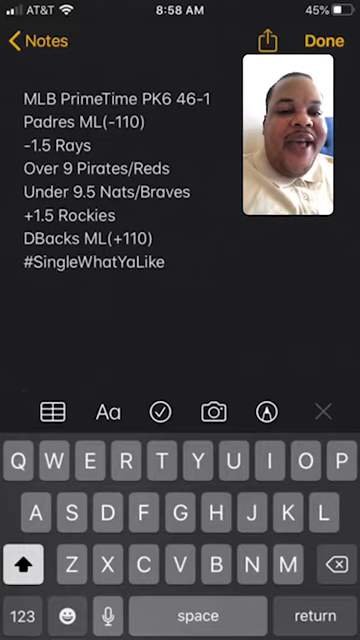 AT&T 8:58 AM 45%
Notes Done
MLB PrimeTime PK6 46-1
Padres ML(-110)
-1.5 Rays
Over 9 Pirates/Reds
Under 9.5 Nats/Braves
+1.5 Rockies
DBacks ML(+110)
#SingleWhatYaLike
Aa
Q W E R T Y U I O P
A S D F G H J K L
Z X C V B N M
123 space return